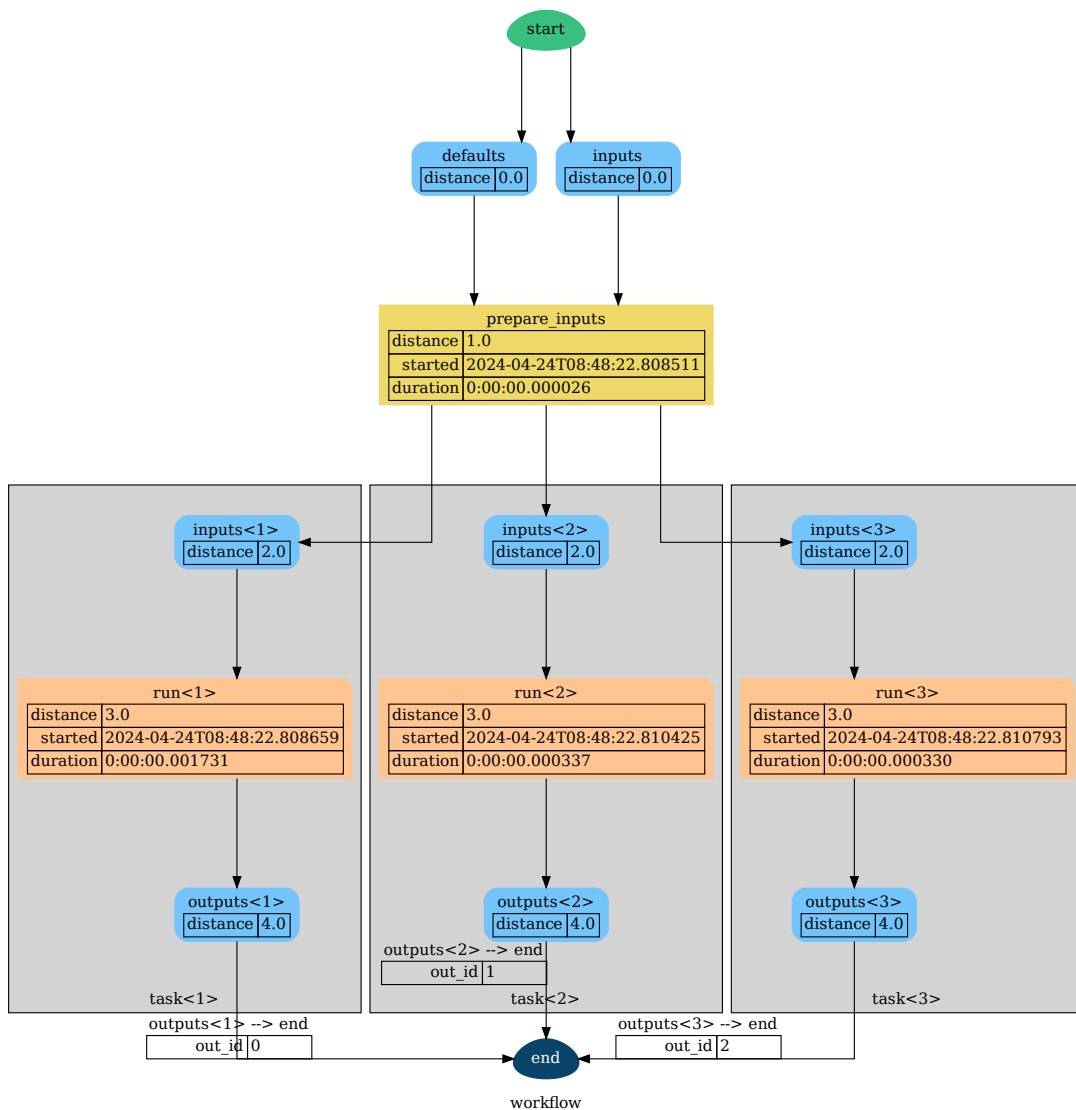 start
defaults
distance 0.0
inputs
distance 0.0
prepare_inputs
distance 1.0
started 2024-04-24T08:48:22.808511
duration 0:00:00.000026
inputs<1>
distance 2.0
inputs<2>
distance 2.0
inputs<3>
distance 2.0
run<1>
distance 3.0
started 2024-04-24T08:48:22.808659
duration 0:00:00.001731
run<2>
distance 3.0
started 2024-04-24T08:48:22.810425
duration 0:00:00.000337
run<3>
distance 3.0
started 2024-04-24T08:48:22.810793
duration 0:00:00.000330
outputs<1>
distance 4.0
outputs<2>
distance 4.0
outputs<3>
distance 4.0
outputs<2> --> end
out_id 1
task<1>
task<2>
task<3>
outputs<1> --> end
out_id 0
outputs<3> --> end
out_id 2
end
workflow